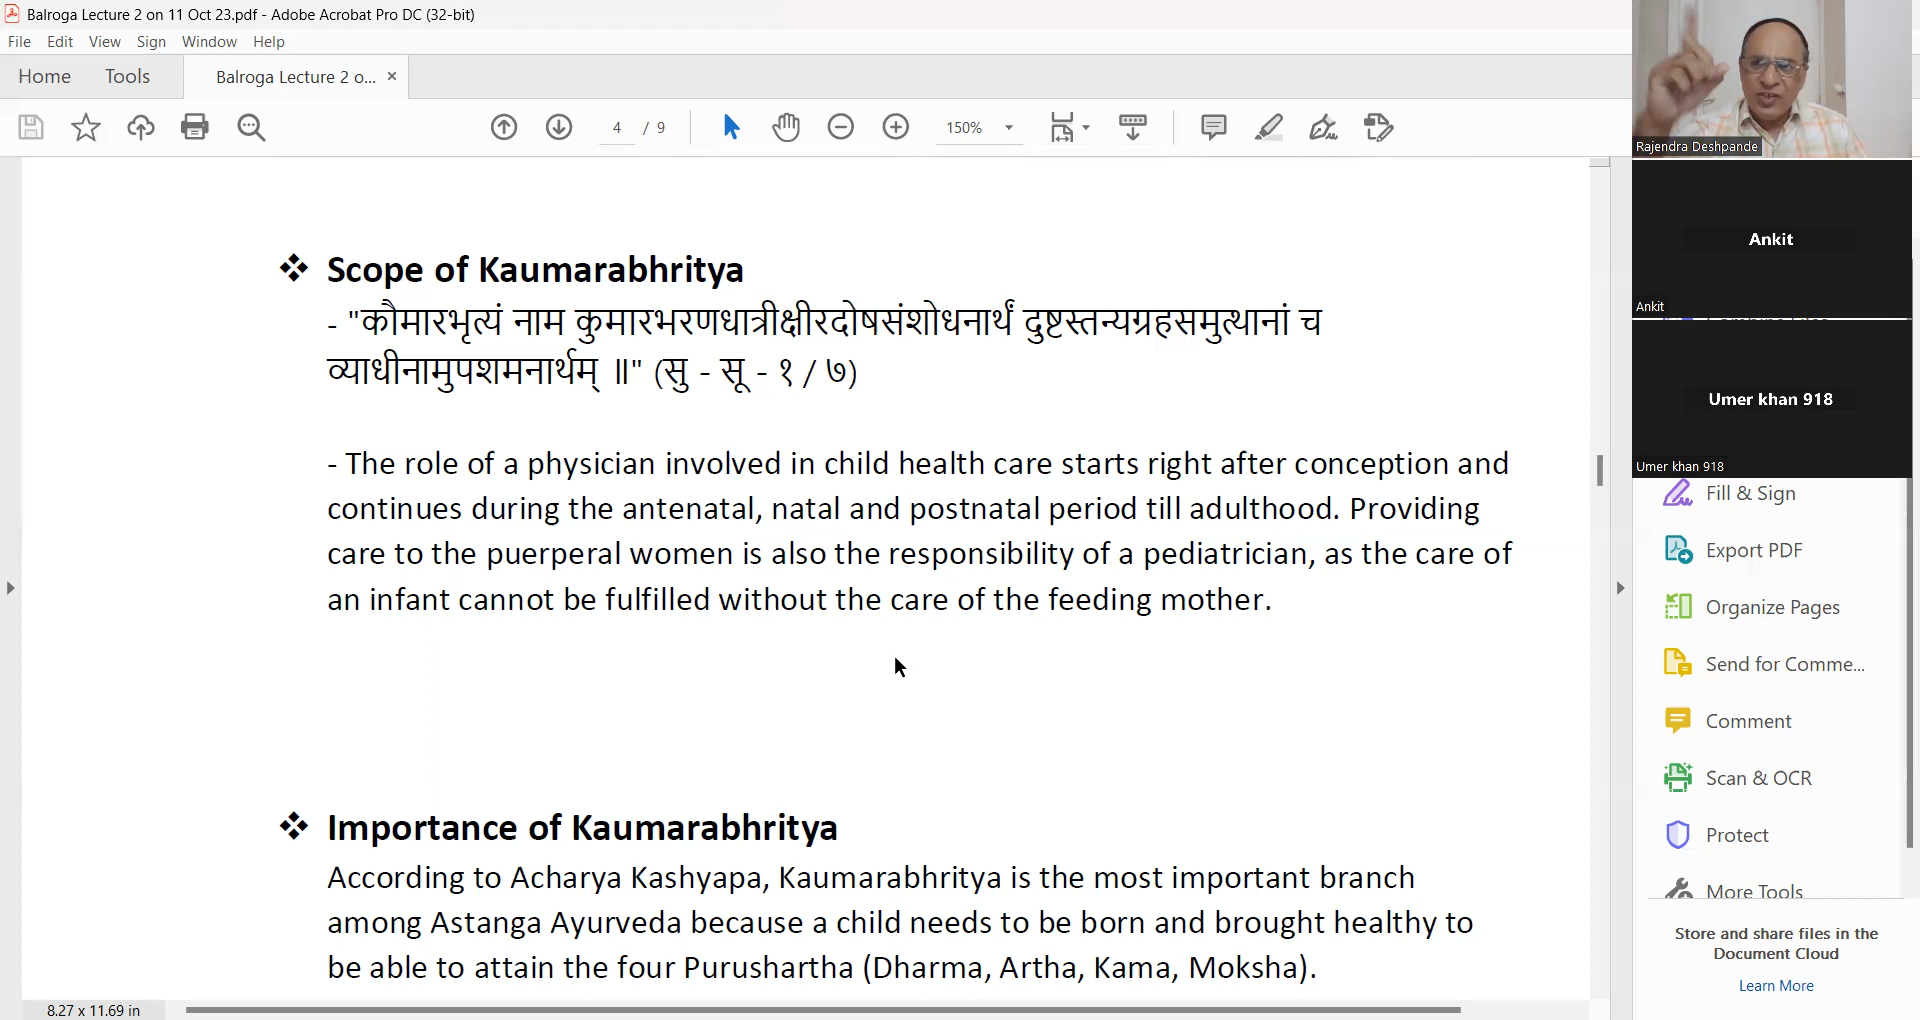 Balroga Lecture 2 on 11 Oct 23.pdf - Adobe Acrobat Pro DC (32-bit)
File Edit View Sign Window Help
Home Tools Balroga Lecture 2 o... ×
4 / 9 150%
Scope of Kaumarabhritya
- "कौमारभृत्यं नाम कुमारभरणधात्रीक्षीरदोषसंशोधनार्थं दुष्टस्तन्यग्रहसमुत्थानां च
व्याधीनामुपशमनार्थम् ॥" (सु - सू - १ / ७)
- The role of a physician involved in child health care starts right after conception and
continues during the antenatal, natal and postnatal period till adulthood. Providing
care to the puerperal women is also the responsibility of a pediatrician, as the care of
an infant cannot be fulfilled without the care of the feeding mother.
Importance of Kaumarabhritya
According to Acharya Kashyapa, Kaumarabhritya is the most important branch
among Astanga Ayurveda because a child needs to be born and brought healthy to
be able to attain the four Purushartha (Dharma, Artha, Kama, Moksha).
8.27 x 11.69 in
Rajendra Deshpande
Ankit
Ankit
Umer khan 918
Umer khan 918
Fill & Sign
Export PDF
Organize Pages
Send for Comme...
Comment
Scan & OCR
Protect
More Tools
Store and share files in the
Document Cloud
Learn More